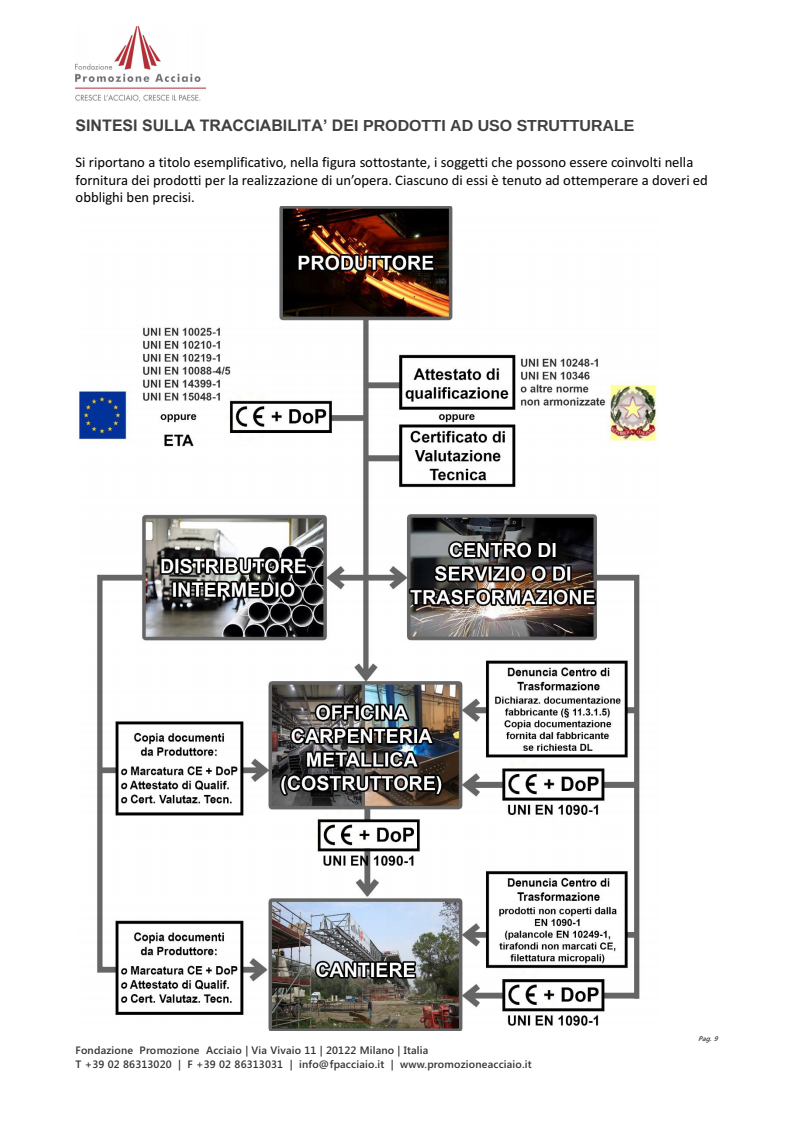 Fondazione
Promozione Acciaio
CRESCE L'ACCIAIO, CRESCE IL PAESE.
SINTESI SULLA TRACCIABILITA' DEI PRODOTTI AD USO STRUTTURALE
Si riportano a titolo esemplificativo, nella figura sottostante, i soggetti che possono essere coinvolti nella
fornitura dei prodotti per la realizzazione di un'opera. Ciascuno di essi è tenuto ad ottemperare a doveri ed
obblighi ben precisi.
PRODUTTORE
UNI EN 10025-1
UNI EN 10210-1
UNI EN 10219-1
UNI EN 10088-4/5
UNI EN 14399-1
UNI EN 15048-1
oppure
ETA
CE + DoP
Attestato di
qualificazione
oppure
Certificato di
Valutazione
Tecnica
UNI EN 10248-1
UNI EN 10346
o altre norme
non armonizzate
DISTRIBUTORE
INTERMEDIO
CENTRO DI
SERVIZIO O DI
TRASFORMAZIONE
Denuncia Centro di
Trasformazione
Dichiaraz. documentazione
fabbricante (§ 11.3.1.5)
Copia documentazione
fornita dal fabbricante
se richiesta DL
OFFICINA
CARPENTERIA
METALLICA
(COSTRUTTORE)
Copia documenti
da Produttore:
o Marcatura CE + DoP
o Attestato di Qualif.
o Cert. Valutaz. Tecn.
CE + DoP
UNI EN 1090-1
CE + DoP
UNI EN 1090-1
Denuncia Centro di
Trasformazione
prodotti non coperti dalla
EN 1090-1
(palancole EN 10249-1,
tirafondi non marcati CE,
filettatura micropali)
CANTIERE
Copia documenti
da Produttore:
o Marcatura CE + DoP
o Attestato di Qualif.
o Cert. Valutaz. Tecn.
CE + DoP
UNI EN 1090-1
Pag. 9
Fondazione Promozione Acciaio | Via Vivaio 11 | 20122 Milano | Italia
T +39 02 86313020 | F +39 02 86313031 | info@fpacciaio.it | www.promozioneacciaio.it